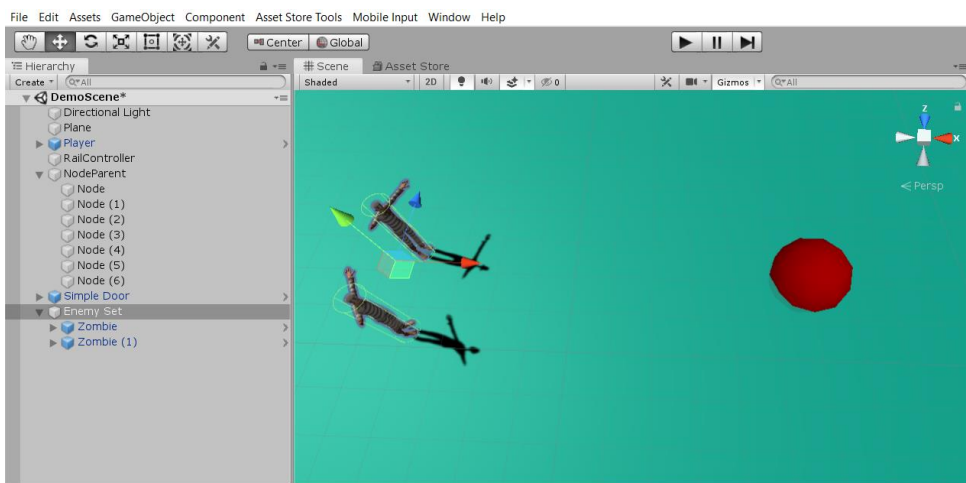 File Edit Assets GameObject Component Asset Store Tools Mobile Input Window Help
Center Global
Hierarchy
Scene Asset Store
Create All
Shaded 2D 0 Gizmos All
DemoScene*
Directional Light
Plane
Player
RailController
NodeParent
Node
Node (1)
Node (2)
Node (3)
Node (4)
Node (5)
Node (6)
Simple Door
Enemy Set
Zombie
Zombie (1)
z
x
Persp